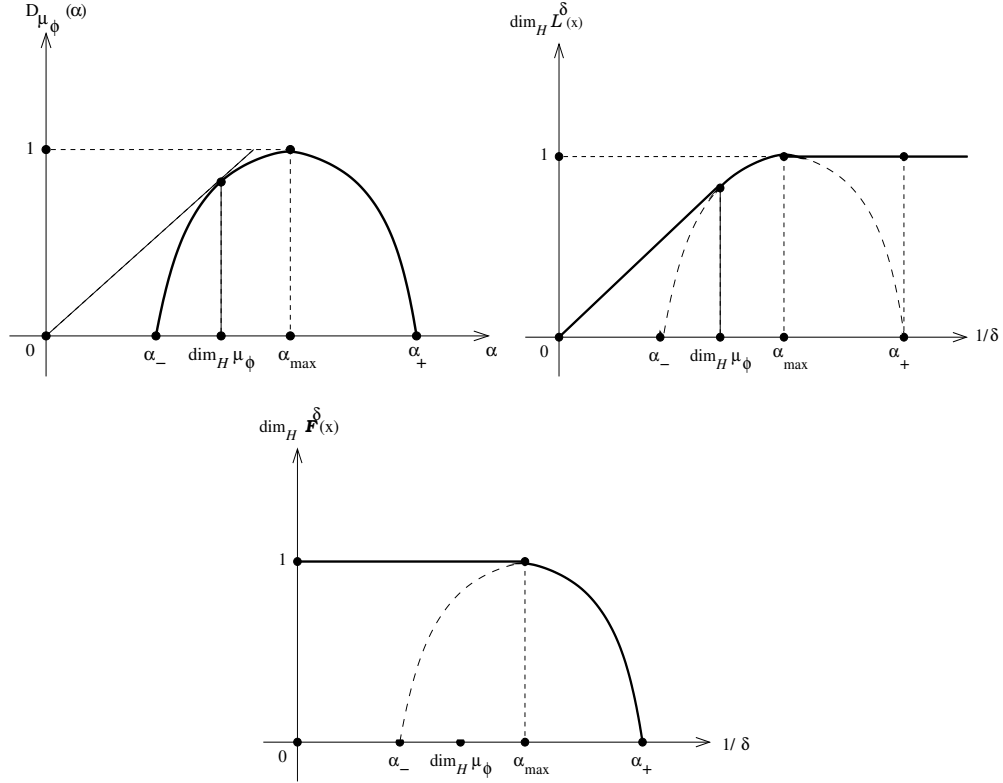 D_{μ_ϕ} (α)
1
0
α_−
dim_H μ_ϕ
α_max
α_+
α
dim_H L^δ (x)
1
0
α_−
dim_H μ_ϕ
α_max
α_+
1/δ
dim_H F^δ (x)
1
0
α_−
dim_H μ_ϕ
α_max
α_+
1/ δ